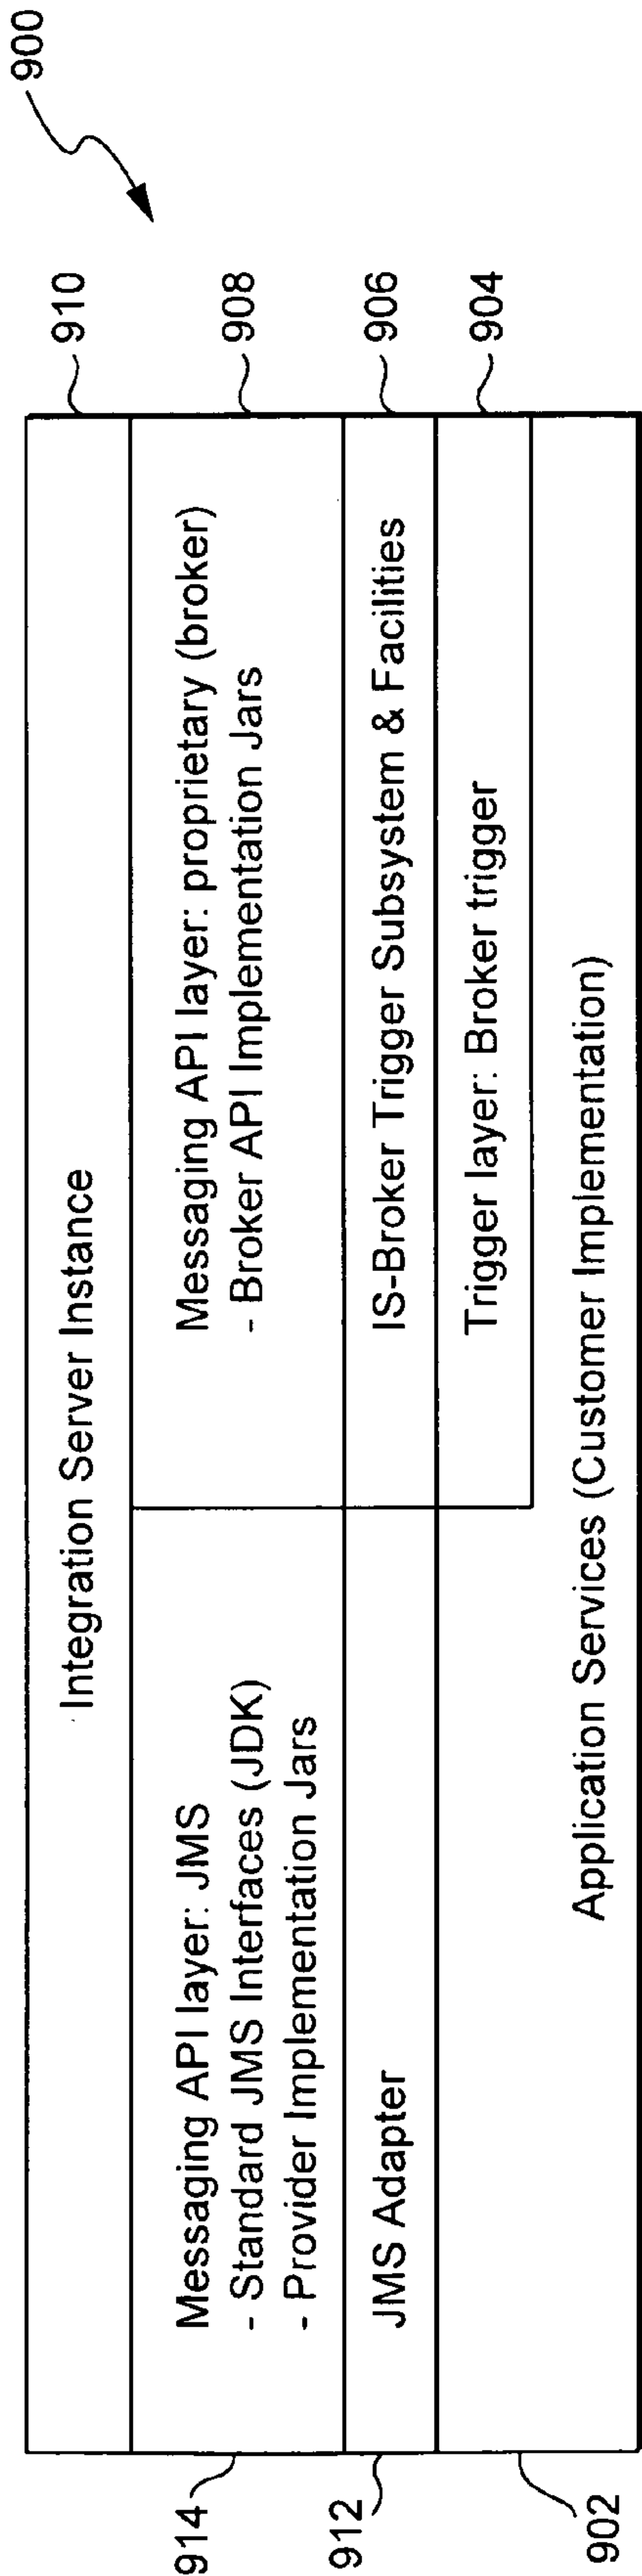 900
Integration Server Instance
910
914
Messaging API layer: JMS
- Standard JMS Interfaces (JDK)
- Provider Implementation Jars
Messaging API layer: proprietary (broker)
- Broker API Implementation Jars
908
912
JMS Adapter
IS-Broker Trigger Subsystem & Facilities
906
Trigger layer: Broker trigger
904
902
Application Services (Customer Implementation)